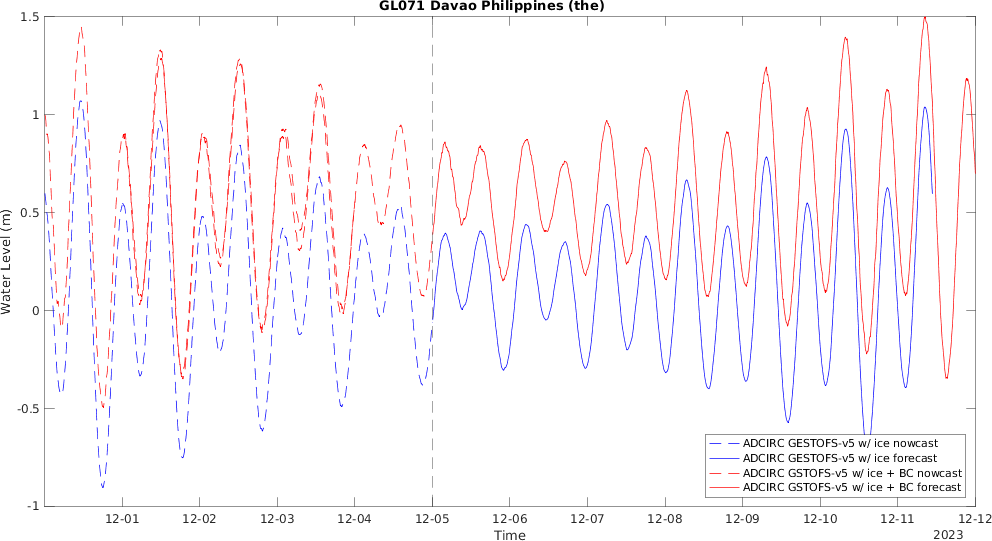 GL071 Davao Philippines (the)
Water Level (m)
1.5
1
0.5
0
-0.5
-1
12-01 12-02 12-03 12-04 12-05 12-06 12-07 12-08 12-09 12-10 12-11 12-12
Time
2023
ADCIRC GESTOFS-v5 w/ ice nowcast
ADCIRC GESTOFS-v5 w/ ice forecast
ADCIRC GSTOFS-v5 w/ ice + BC nowcast
ADCIRC GSTOFS-v5 w/ ice + BC forecast